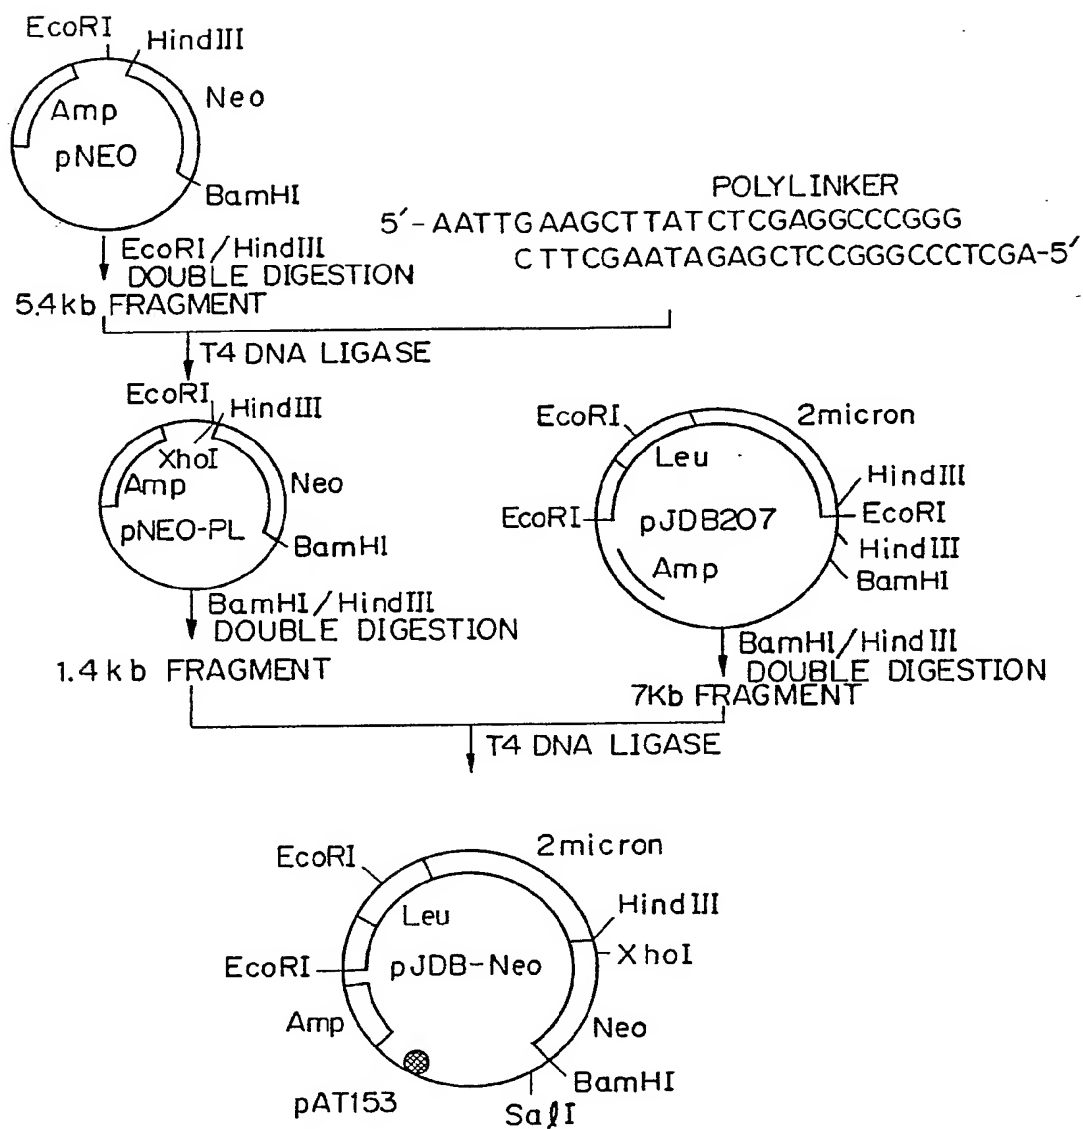 EcoRI
HindIII
Amp
Neo
pNEO
BamHI
EcoRI/HindIII
DOUBLE DIGESTION
5.4kb FRAGMENT
POLYLINKER
5′-AATTGAAGCTTATCTCGAGGCCCGGG
CTTCGAATAGAGCTCCGGGCCCTCGA-5′
T4 DNA LIGASE
EcoRI
HindIII
XhoI
Amp
Neo
pNEO-PL
BamHI
BamHI/HindIII
DOUBLE DIGESTION
1.4kb FRAGMENT
EcoRI
2micron
Leu
HindIII
EcoRI
pJDB207
EcoRI
HindIII
Amp
BamHI
BamHI/HindIII
DOUBLE DIGESTION
7Kb FRAGMENT
T4 DNA LIGASE
EcoRI
2micron
Leu
HindIII
XhoI
EcoRI
pJDB-Neo
Amp
Neo
BamHI
pAT153
SalI